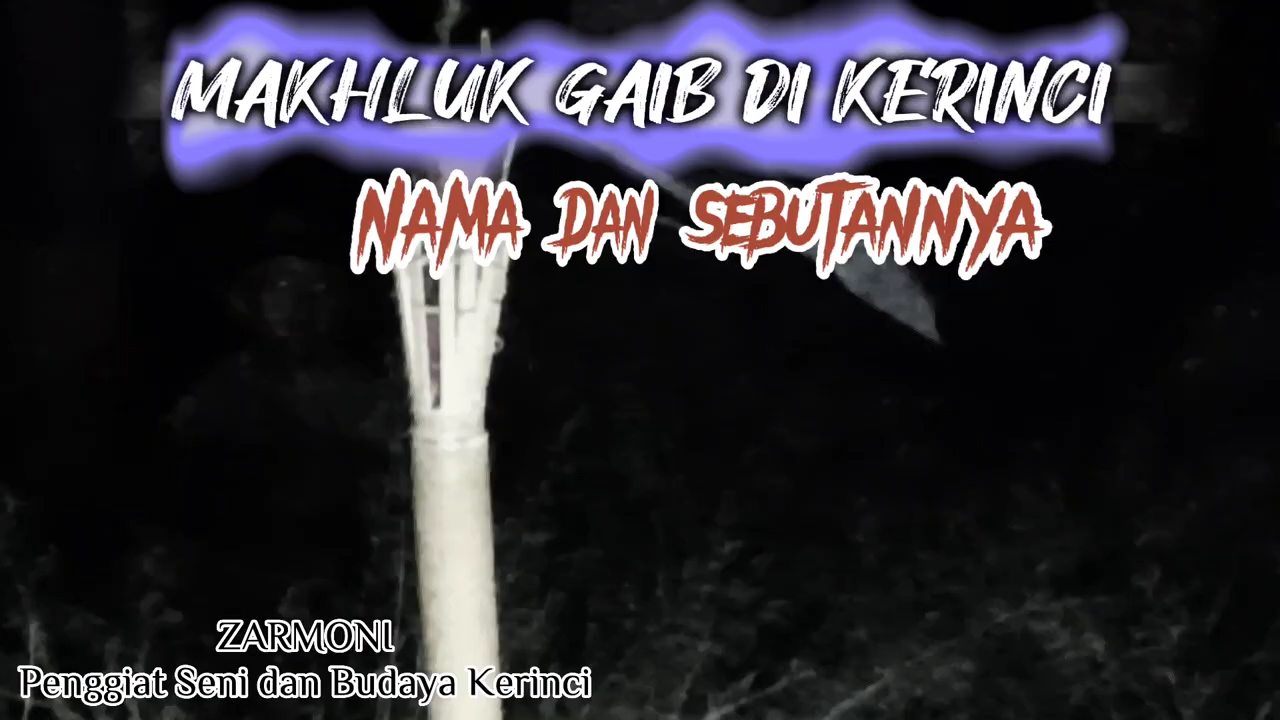 MAKHLUK GAIB DI KERINCI
NAMA DAN SEBUTANNYA
ZARMONI
Penggiat Seni dan Budaya Kerinci